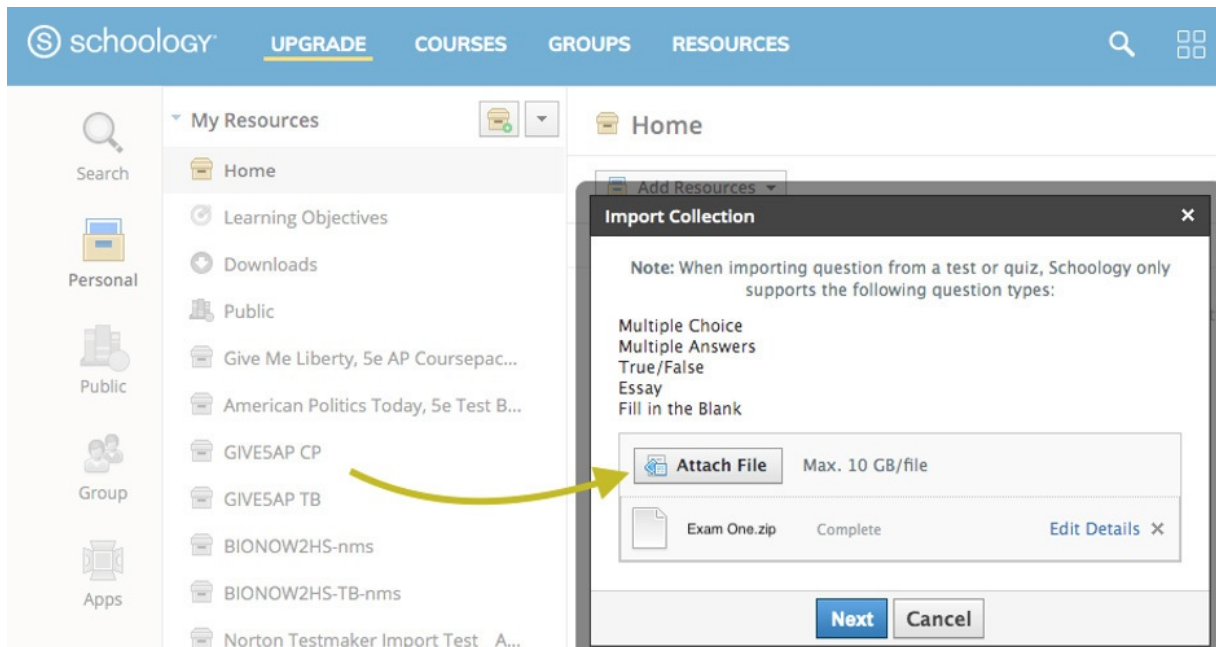 schoology
UPGRADE
COURSES
GROUPS
RESOURCES
Search
Personal
Public
Group
Apps
My Resources
Home
Learning Objectives
Downloads
Public
Give Me Liberty, 5e AP Coursepac...
American Politics Today, 5e Test B...
GIVE5AP CP
GIVE5AP TB
BIONOW2HS-nms
BIONOW2HS-TB-nms
Norton Testmaker Import Test_ A...
Home
Add Resources
Import Collection
Note: When importing question from a test or quiz, Schoology only
supports the following question types:
Multiple Choice
Multiple Answers
True/False
Essay
Fill in the Blank
Attach File
Max. 10 GB/file
Exam One.zip
Complete
Edit Details
Next
Cancel